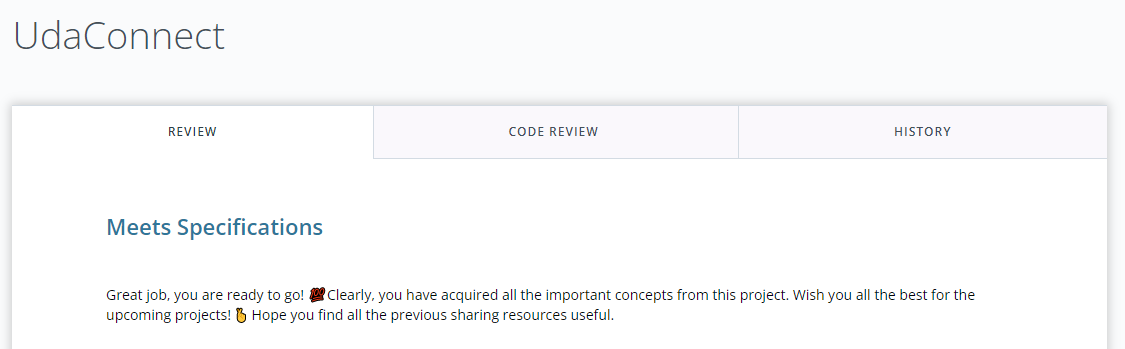 UdaConnect
REVIEW
CODE REVIEW
HISTORY
Meets Specifications
Great job, you are ready to go! 💯Clearly, you have acquired all the important concepts from this project. Wish you all the best for the
upcoming projects! 🫰 Hope you find all the previous sharing resources useful.